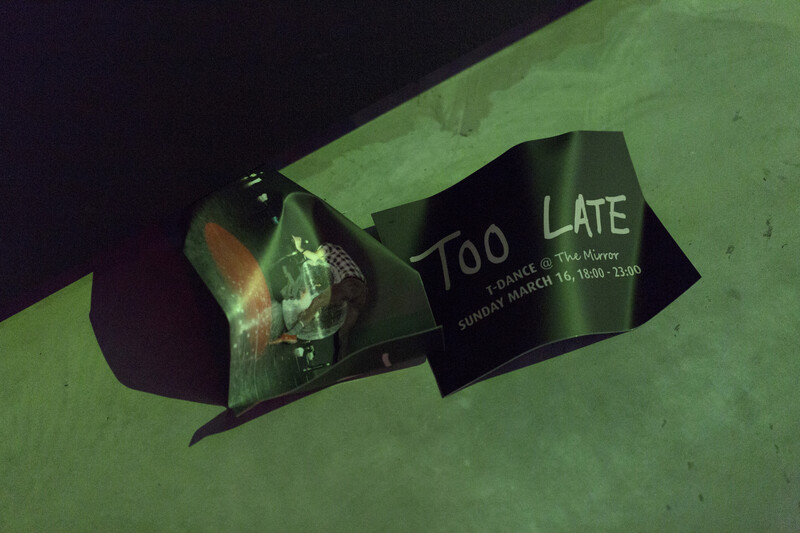 TOO LATE
T-DANCE @ The Mirror
SUNDAY MARCH 16, 18:00 - 23:00